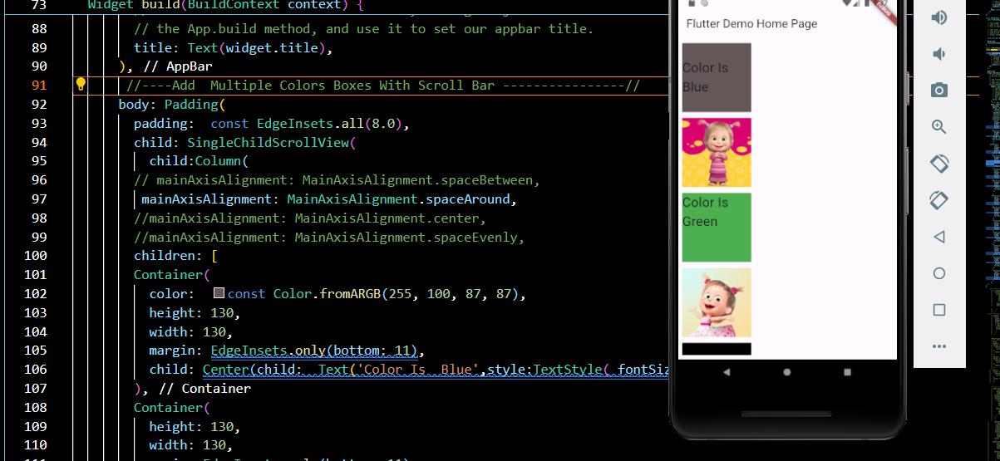 73 Widget build(BuildContext context) {
88 // the App.build method, and use it to set our appbar title.
89 title: Text(widget.title),
90 ), // AppBar
91 //----Add  Multiple Colors Boxes With Scroll Bar ----------------//
92 body: Padding(
93 padding:  const EdgeInsets.all(8.0),
94 child: SingleChildScrollView(
95 child:Column(
96 // mainAxisAlignment: MainAxisAlignment.spaceBetween,
97 mainAxisAlignment: MainAxisAlignment.spaceAround,
98 //mainAxisAlignment: MainAxisAlignment.center,
99 //mainAxisAlignment: MainAxisAlignment.spaceEvenly,
100 children: [
101 Container(
102 color:  const Color.fromARGB(255, 100, 87, 87),
103 height: 130,
104 width: 130,
105 margin: EdgeInsets.only(bottom: 11),
106 child: Center(child:  Text('Color Is  Blue',style:TextStyle( fontSiz
107 ), // Container
108 Container(
109 height: 130,
110 width: 130,
Flutter Demo Home Page
Color Is
Blue
Color Is
Green